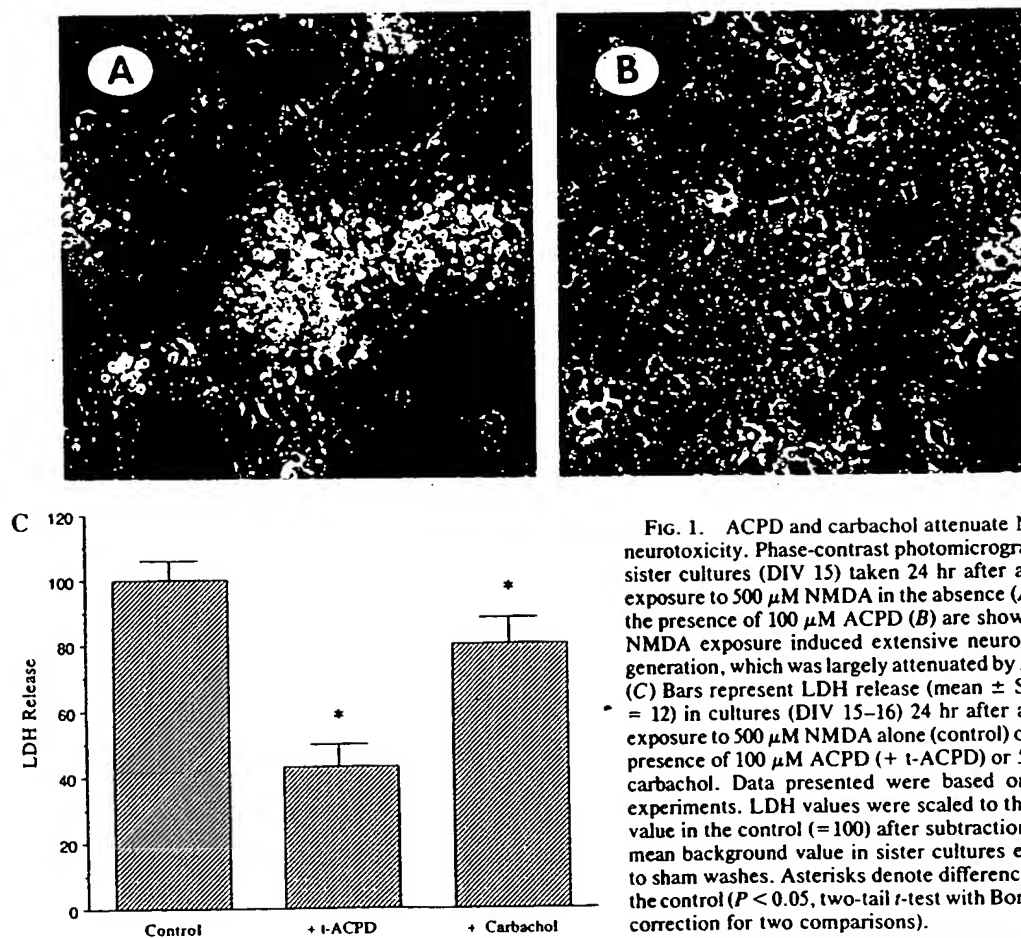 A
B
C
120
100
80
60
40
20
0
LDH Release
*
*
Control
+ t-ACPD
+ Carbachol
FIG. 1. ACPD and carbachol attenuate
neurotoxicity. Phase-contrast photomicrogra
sister cultures (DIV 15) taken 24 hr after a
exposure to 500 μM NMDA in the absence (
the presence of 100 μM ACPD (B) are show
NMDA exposure induced extensive neuro
generation, which was largely attenuated by
(C) Bars represent LDH release (mean ± S
= 12) in cultures (DIV 15–16) 24 hr after a
exposure to 500 μM NMDA alone (control) o
presence of 100 μM ACPD (+ t-ACPD) or
carbachol. Data presented were based o
experiments. LDH values were scaled to th
value in the control (=100) after subtraction
mean background value in sister cultures e
to sham washes. Asterisks denote differenc
the control (P < 0.05, two-tail t-test with Bon
correction for two comparisons).